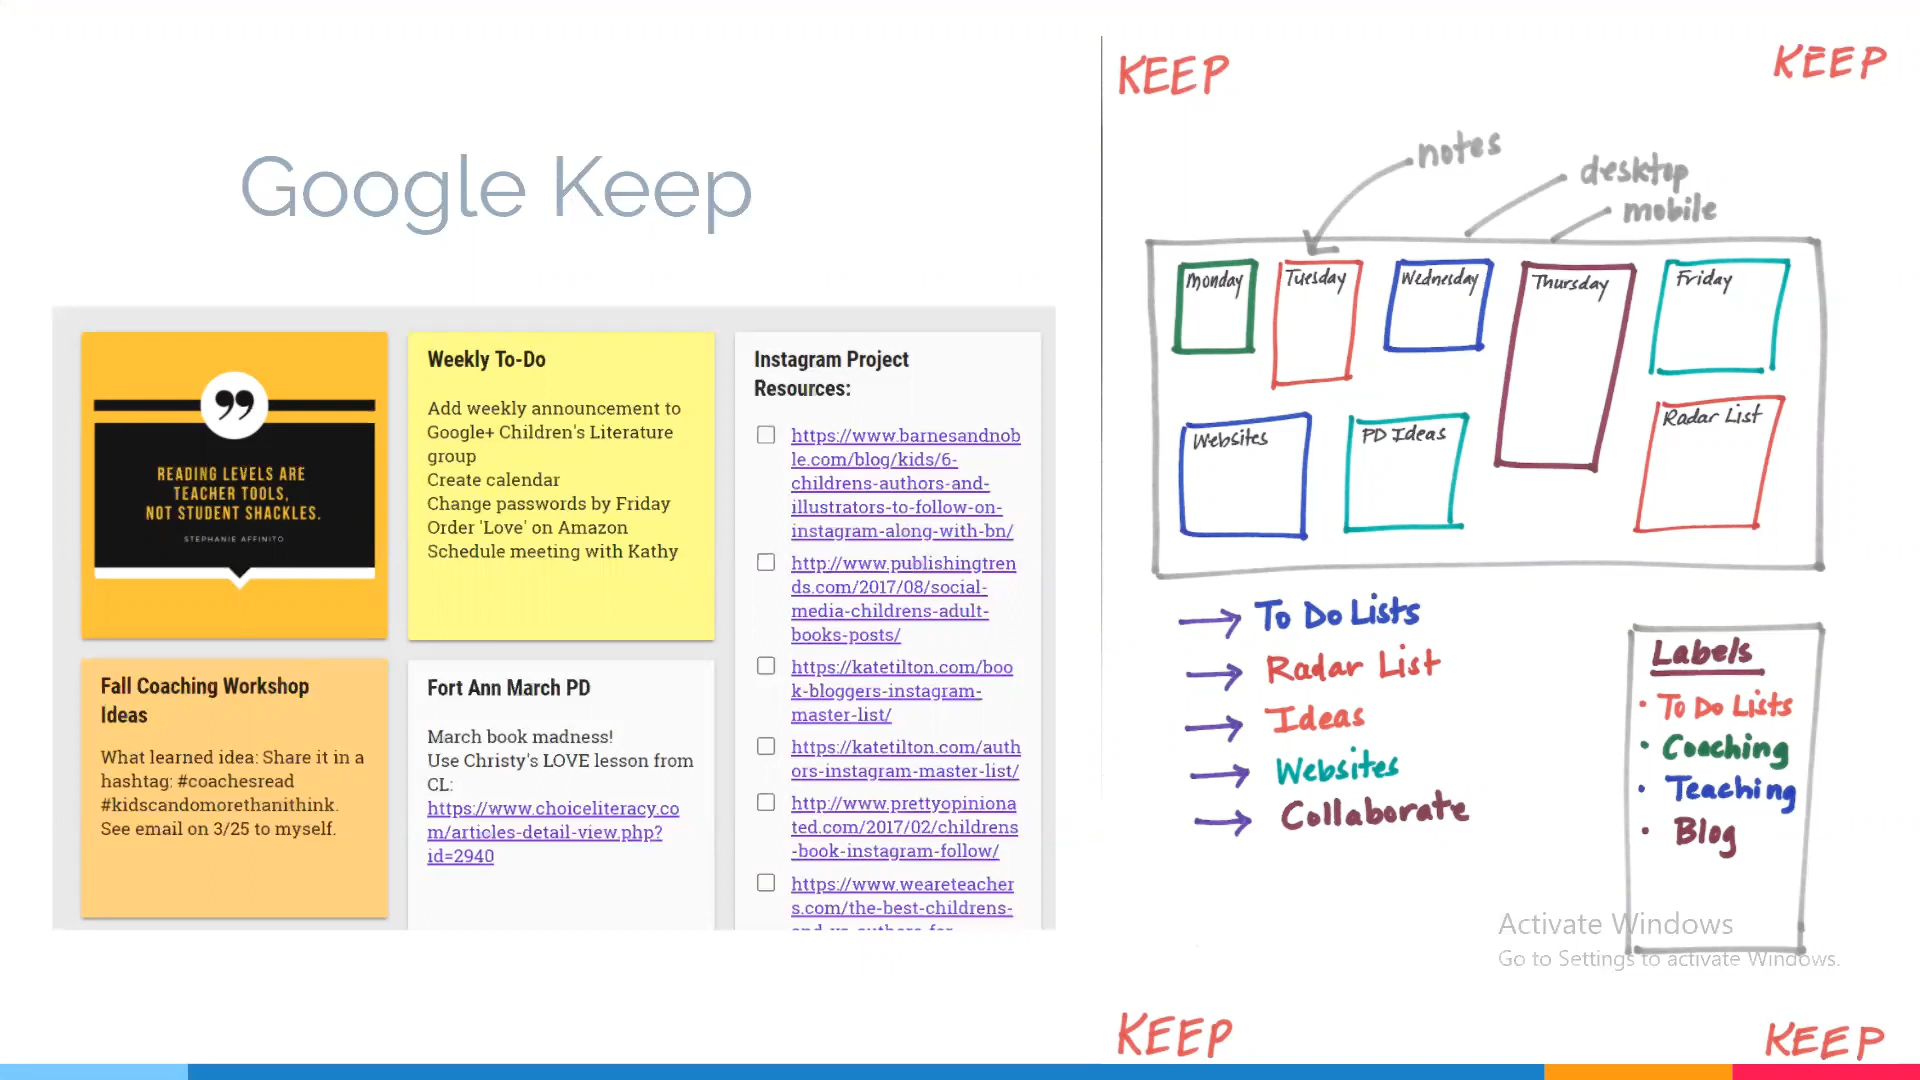 Google Keep
READING LEVELS ARE
TEACHER TOOLS,
NOT STUDENT SHACKLES.
STEPHANIE AFFINITO
Weekly To-Do
Add weekly announcement to
Google+ Children's Literature
group
Create calendar
Change passwords by Friday
Order 'Love' on Amazon
Schedule meeting with Kathy
Instagram Project
Resources:
https://www.barnesandnob
le.com/blog/kids/6-
childrens-authors-and-
illustrators-to-follow-on-
instagram-along-with-bn/
http://www.publishingtren
ds.com/2017/08/social-
media-childrens-adult-
books-posts/
https://katetilton.com/boo
k-bloggers-instagram-
master-list/
https://katetilton.com/auth
ors-instagram-master-list/
http://www.prettyopiniona
ted.com/2017/02/childrens
-book-instagram-follow/
https://www.weareteacher
s.com/the-best-childrens-
Fall Coaching Workshop
Ideas
What learned idea: Share it in a
hashtag: #coachesread
#kidscandomorethanithink.
See email on 3/25 to myself.
Fort Ann March PD
March book madness!
Use Christy's LOVE lesson from
CL:
https://www.choiceliteracy.co
m/articles-detail-view.php?
id=2940
KEEP
KEEP
notes
desktop
mobile
Monday
Tuesday
Wednesday
Thursday
Friday
Websites
PD Ideas
Radar List
To Do Lists
Radar List
Ideas
Websites
Collaborate
Labels
• To Do Lists
• Coaching
• Teaching
• Blog
Activate Windows
Go to Settings to activate Windows.
KEEP
KEEP